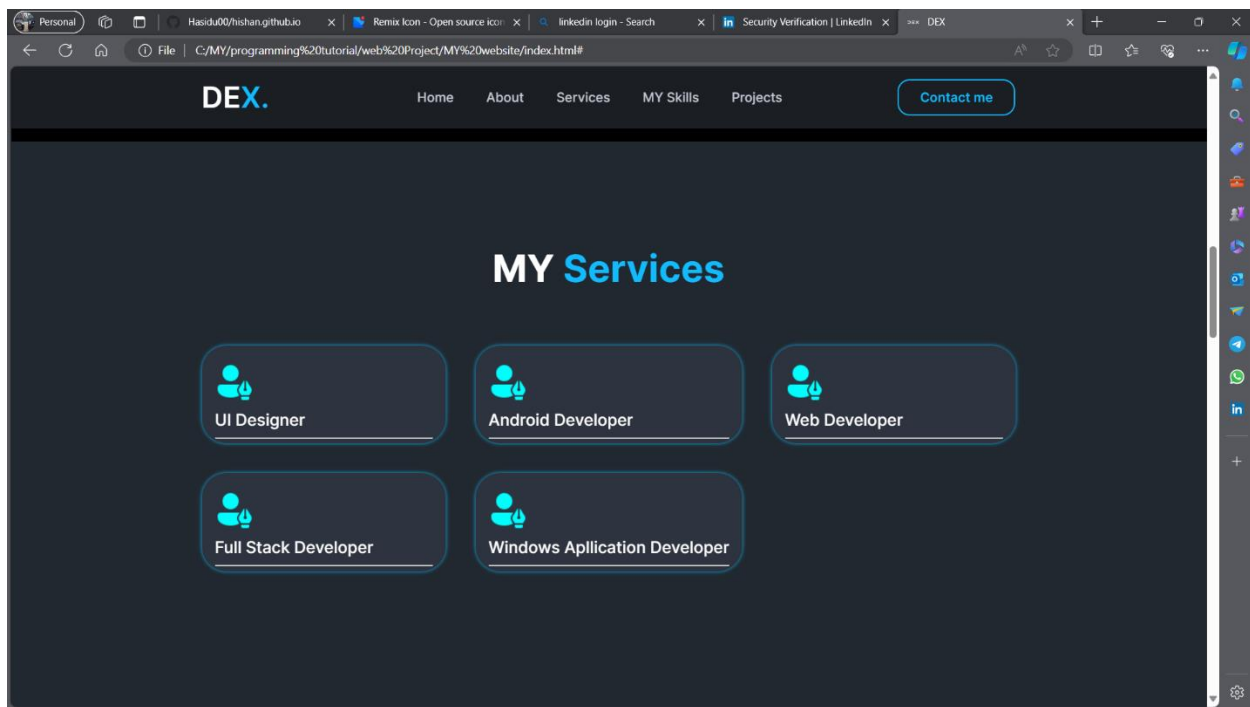 Personal
Hasidu00/hishan.github.io
Remix Icon - Open source icon
linkedin login - Search
Security Verification | LinkedIn
DEX
File
C:/MY/programming%20tutorial/web%20Project/MY%20website/index.html#
DEX.
Home
About
Services
MY Skills
Projects
Contact me
MY Services
UI Designer
Android Developer
Web Developer
Full Stack Developer
Windows Apllication Developer